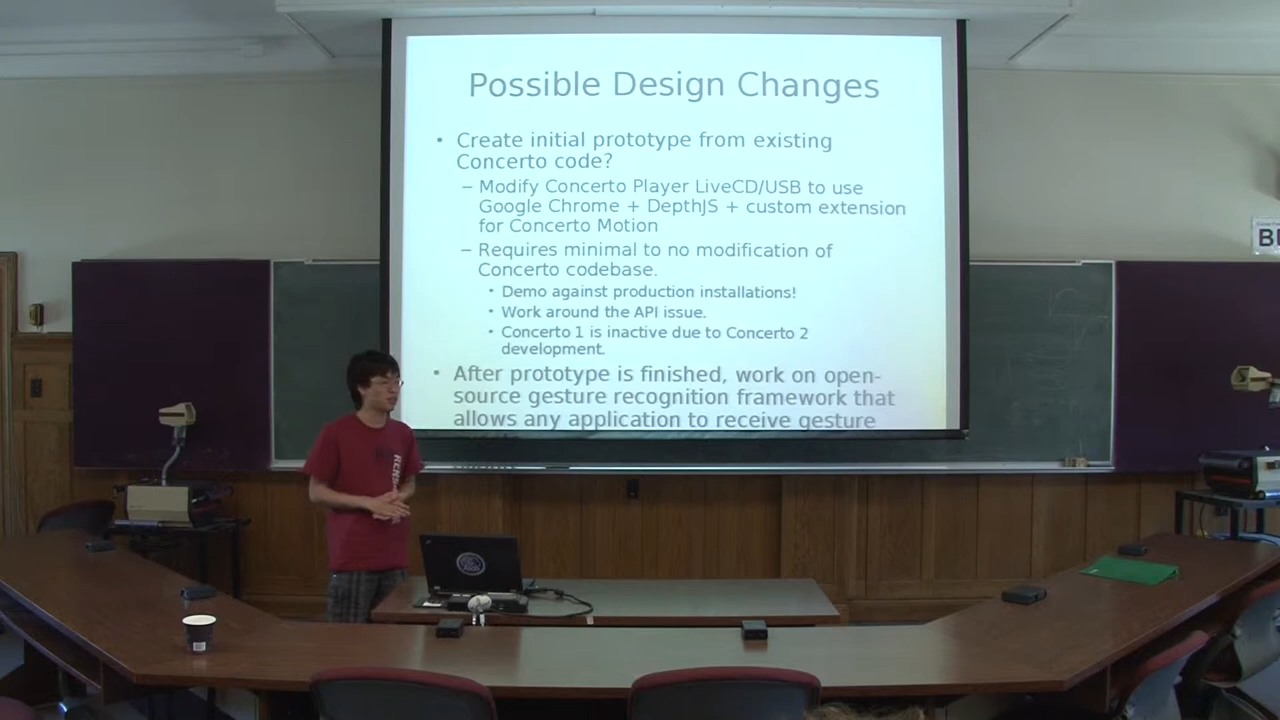 Possible Design Changes
• Create initial prototype from existing
Concerto code?
– Modify Concerto Player LiveCD/USB to use
Google Chrome + DepthJS + custom extension
for Concerto Motion
– Requires minimal to no modification of
Concerto codebase.
• Demo against production installations!
• Work around the API issue.
• Concerto 1 is inactive due to Concerto 2
development.
• After prototype is finished, work on open-
source gesture recognition framework that
allows any application to receive gesture